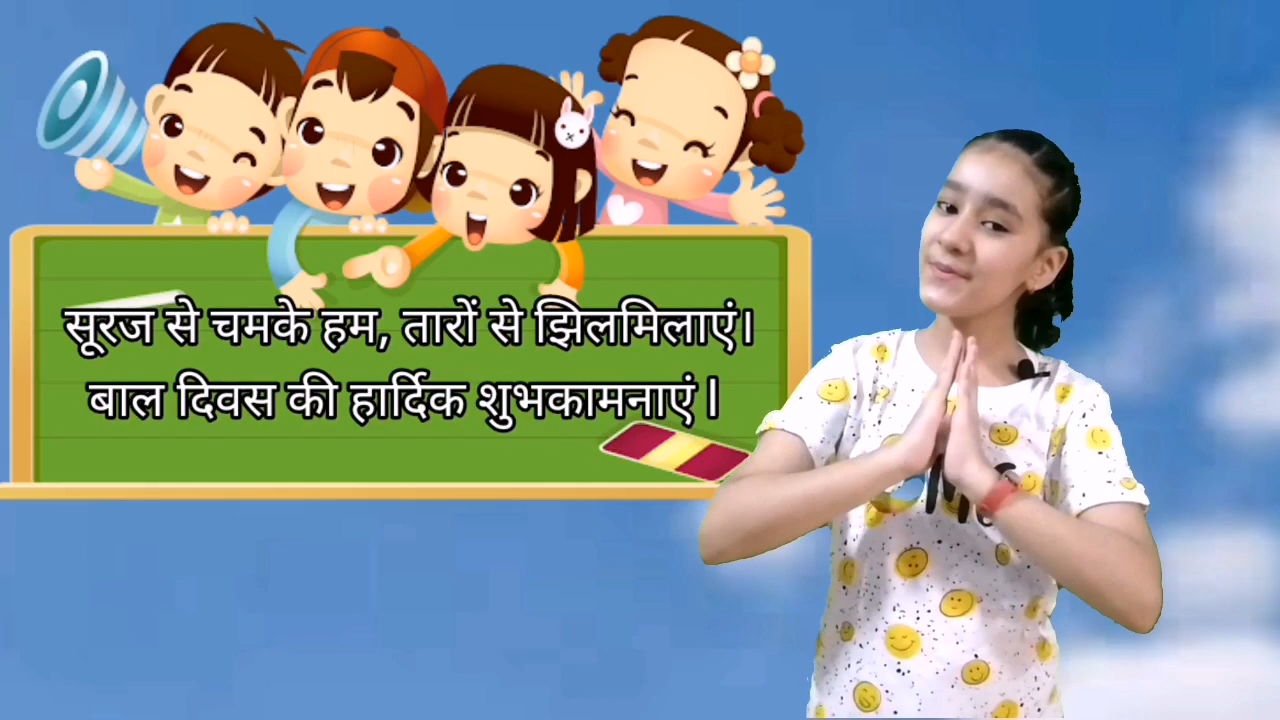 सूरज से चमके हम, तारों से झिलमिलाएं।
बाल दिवस की हार्दिक शुभकामनाएं।